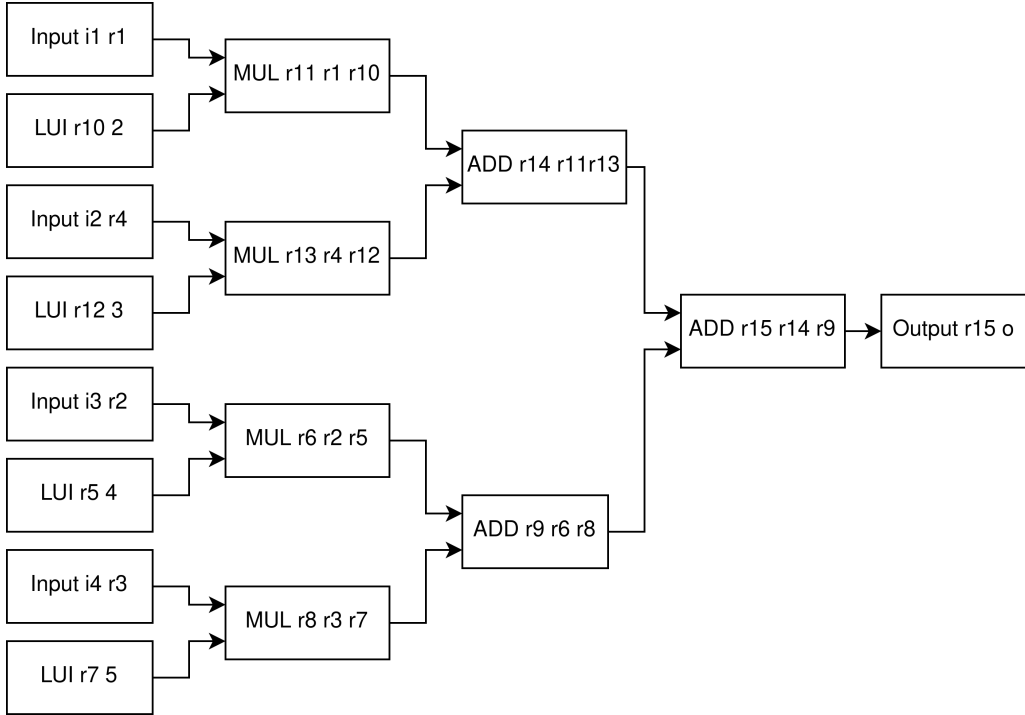 Input i1 r1
LUI r10 2
Input i2 r4
LUI r12 3
Input i3 r2
LUI r5 4
Input i4 r3
LUI r7 5
MUL r11 r1 r10
MUL r13 r4 r12
MUL r6 r2 r5
MUL r8 r3 r7
ADD r14 r11r13
ADD r9 r6 r8
ADD r15 r14 r9
Output r15 o